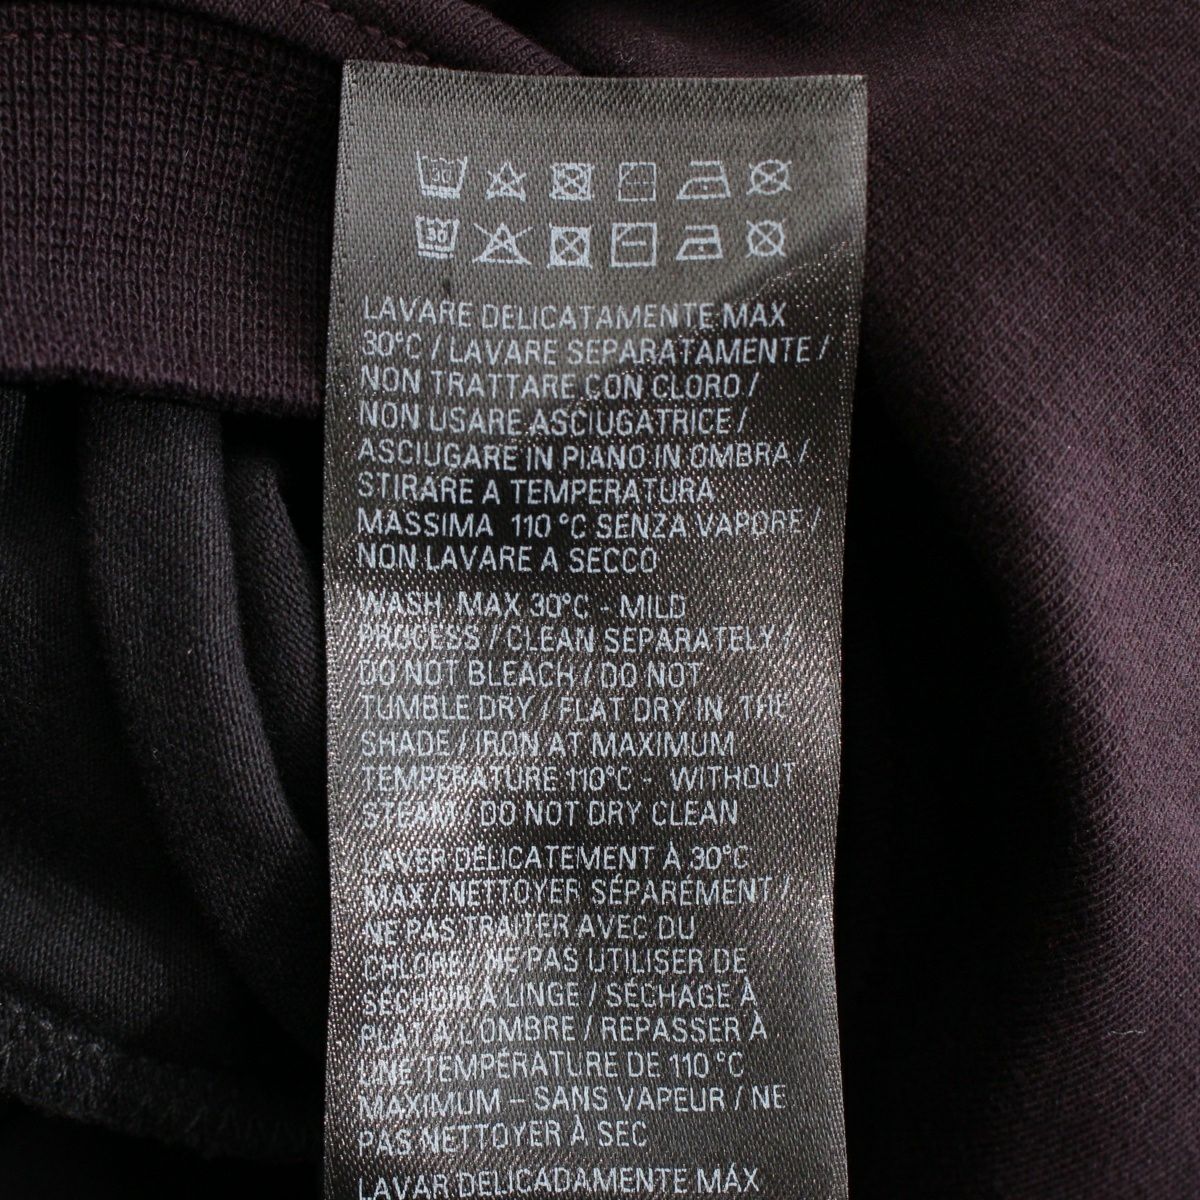 30
30
LAVARE DELICATAMENTE MAX
30°C / LAVARE SEPARATAMENTE /
NON TRATTARE CON CLORO /
NON USARE ASCIUGATRICE /
ASCIUGARE IN PIANO IN OMBRA /
STIRARE A TEMPERATURA
MASSIMA 110 °C SENZA VAPORE /
NON LAVARE A SECCO
WASH MAX 30°C - MILD
PROCESS / CLEAN SEPARATELY /
DO NOT BLEACH / DO NOT
TUMBLE DRY / FLAT DRY IN THE
SHADE / IRON AT MAXIMUM
TEMPERATURE 110°C - WITHOUT
STEAM / DO NOT DRY CLEAN
LAVER DÉLICATEMENT À 30°C
MAX / NETTOYER SÉPARÉMENT /
NE PAS TRAITER AVEC DU
CHLORE / NE PAS UTILISER DE
SÉCHOIR À LINGE / SÉCHAGE À
PLAT À L'OMBRE / REPASSER À
UNE TEMPÉRATURE DE 110°C
MAXIMUM – SANS VAPEUR / NE
PAS NETTOYER À SEC
LAVAR DELICADAMENTE MÁX